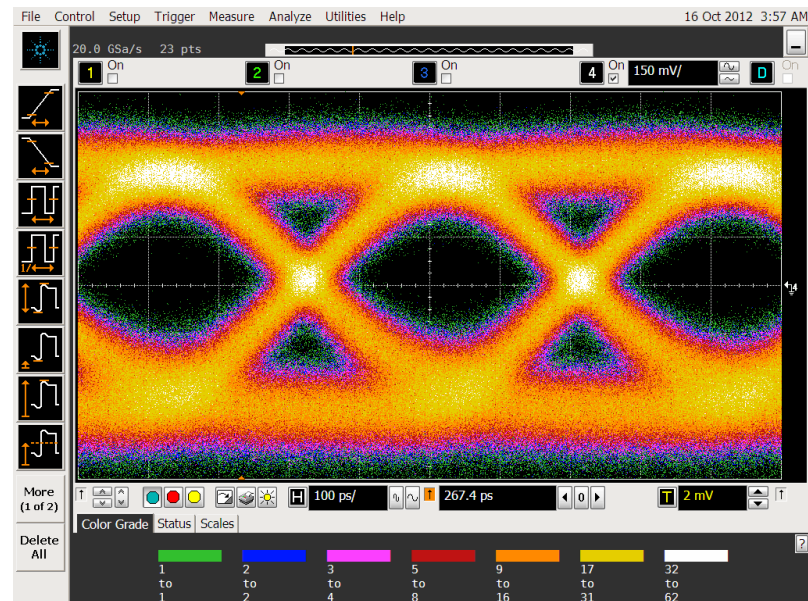 File Control Setup Trigger Measure Analyze Utilities Help 16 Oct 2012 3:57 AM
20.0 GSa/s 23 pts
1 On 2 On 3 On 4 On 150 mV/ D On
1/
More
(1 of 2)
Delete
All
H 100 ps/ 267.4 ps 0 T 2 mV
Color Grade Status Scales
?
1 2 3 5 9 17 32
to to to to to to to
1 2 4 8 16 31 62